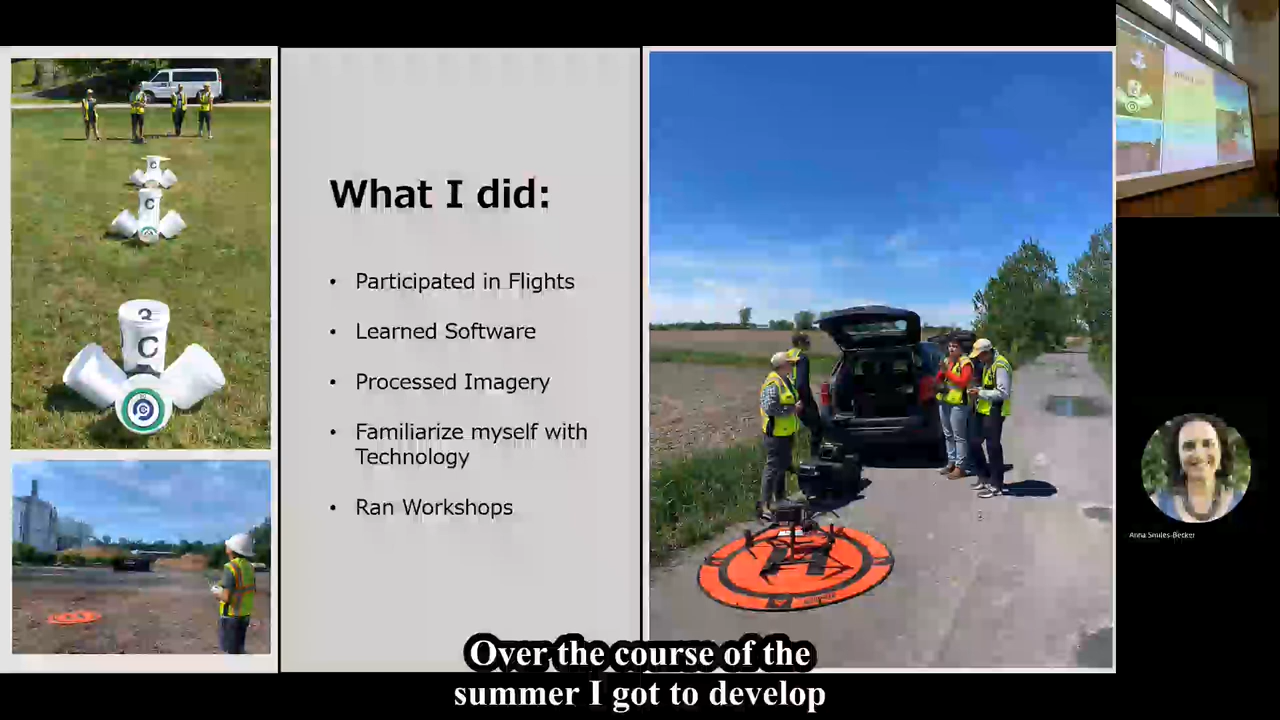 What I did:
• Participated in Flights
• Learned Software
• Processed Imagery
• Familiarize myself with
Technology
• Ran Workshops
C
C
3
C
Anna Smiles-Becker
Over the course of the
summer I got to develop